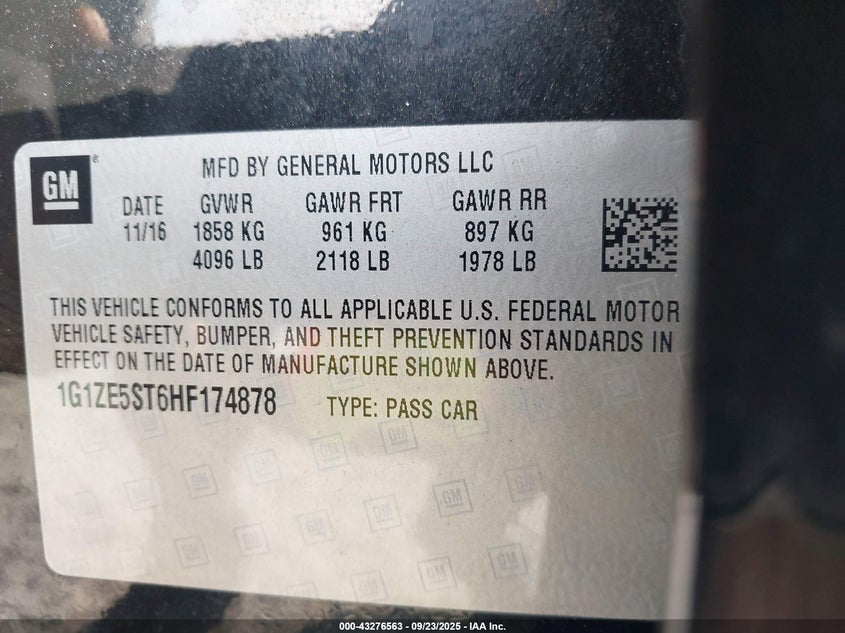 GM
®
MFD BY GENERAL MOTORS LLC
DATE GVWR GAWR FRT GAWR RR
11/16 1858 KG 961 KG 897 KG
4096 LB 2118 LB 1978 LB
THIS VEHICLE CONFORMS TO ALL APPLICABLE U.S. FEDERAL MOTOR
VEHICLE SAFETY, BUMPER, AND THEFT PREVENTION STANDARDS IN
EFFECT ON THE DATE OF MANUFACTURE SHOWN ABOVE.
1G1ZE5ST6HF174878 TYPE: PASS CAR
000-43276563 - 09/23/2025 - IAA Inc.